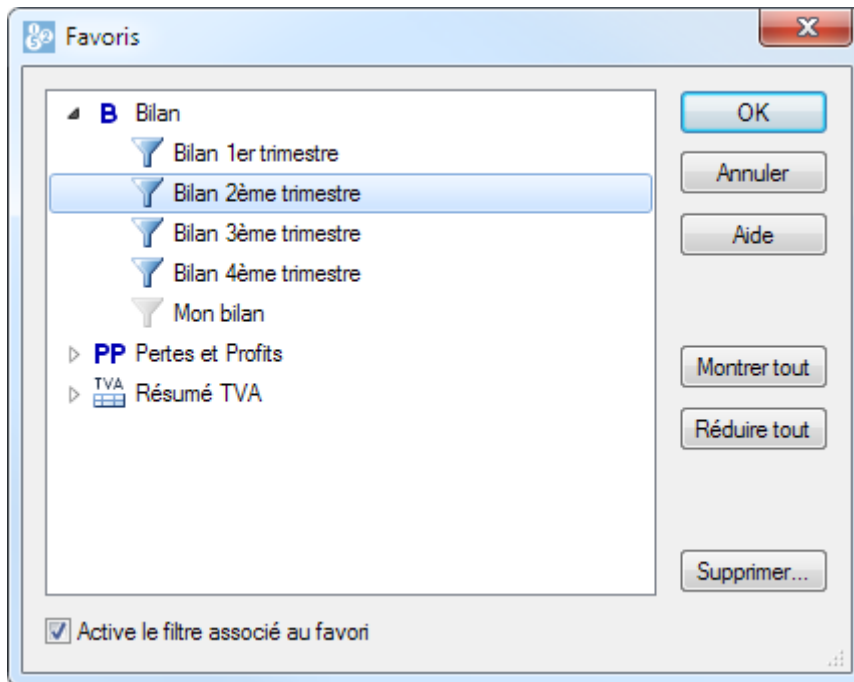 Favoris
B Bilan
Bilan 1er trimestre
Bilan 2ème trimestre
Bilan 3ème trimestre
Bilan 4ème trimestre
Mon bilan
PP Pertes et Profits
TVA Résumé TVA
OK
Annuler
Aide
Montrer tout
Réduire tout
Supprimer...
Active le filtre associé au favori